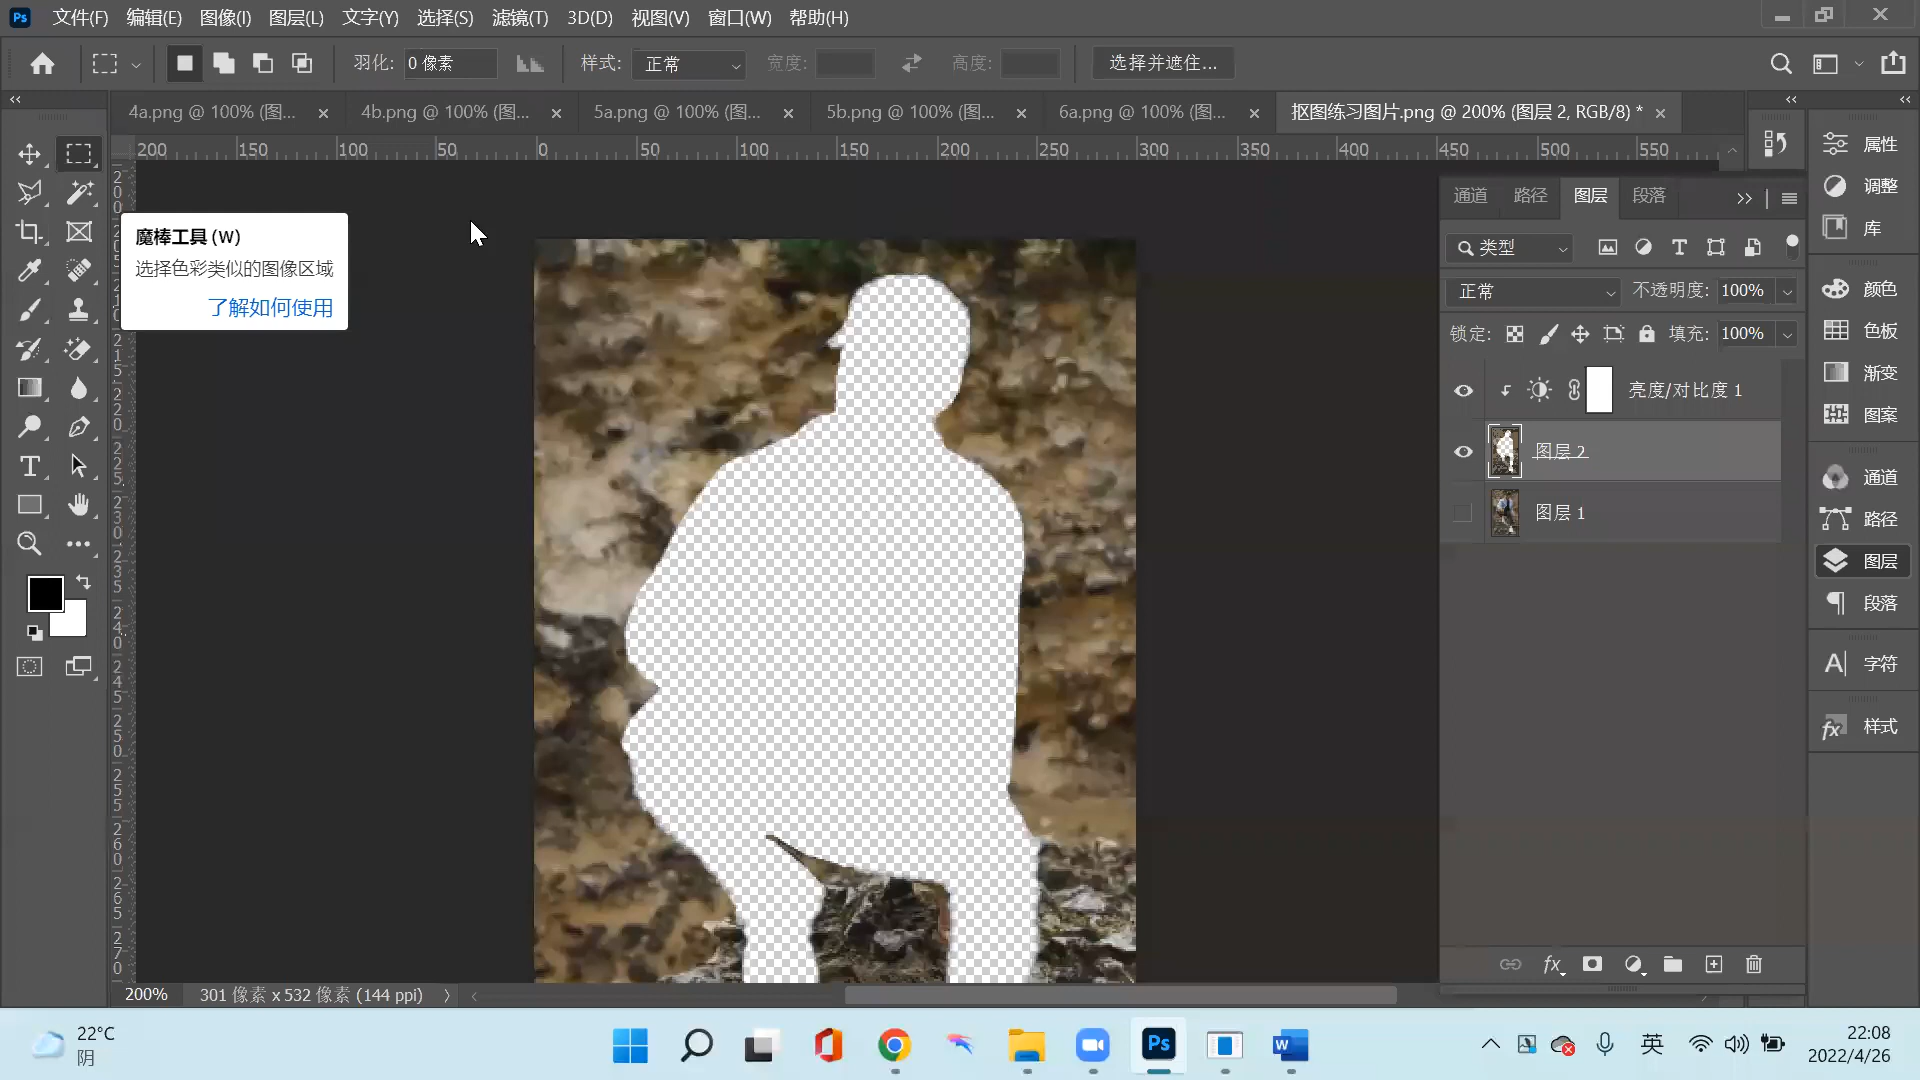 Ps 文件(F) 编辑(E) 图像(I) 图层(L) 文字(Y) 选择(S) 滤镜(T) 3D(D) 视图(V) 窗口(W) 帮助(H)
羽化: 0 像素 样式: 正常 宽度: 高度: 选择并遮住...
4a.png @ 100% (图... 4b.png @ 100% (图... 5a.png @ 100% (图... 5b.png @ 100% (图... 6a.png @ 100% (图... 抠图练习图片.png @ 200% (图层 2, RGB/8) *
200 150 100 50 0 50 100 150 200 250 300 350 400 450 500 550
魔棒工具 (W)
选择色彩类似的图像区域
了解如何使用
通道 路径 图层 段落
类型
正常 不透明度: 100%
锁定: 填充: 100%
亮度/对比度 1
图层 2
图层 1
属性
调整
库
颜色
色板
渐变
图案
通道
路径
图层
段落
字符
样式
200% 301 像素 x 532 像素 (144 ppi)
22°C
阴
英
22:08
2022/4/26